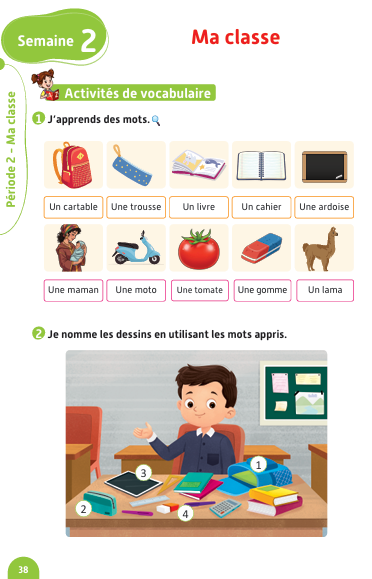 Semaine 2
Ma classe
Période 2 - Ma classe
Activités de vocabulaire
1 J'apprends des mots.
Un cartable Une trousse Un livre Un cahier Une ardoise
Une maman Une moto Une tomate Une gomme Un lama
2 Je nomme les dessins en utilisant les mots appris.
1
3
2
4
38